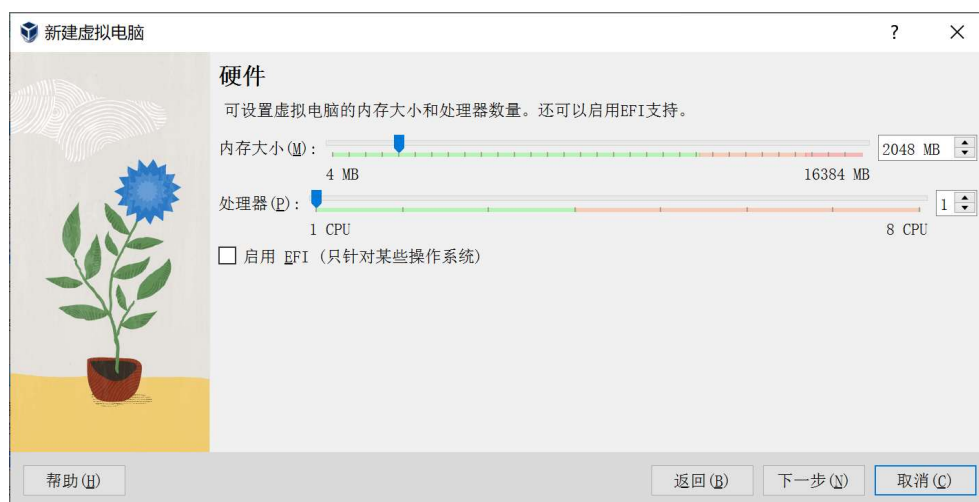 新建虚拟电脑
?
硬件
可设置虚拟电脑的内存大小和处理器数量。还可以启用EFI支持。
内存大小(M): 2048 MB
4 MB 16384 MB
处理器(P): 1
1 CPU 8 CPU
启用 EFI (只针对某些操作系统)
帮助(H) 返回(B) 下一步(N) 取消(C)